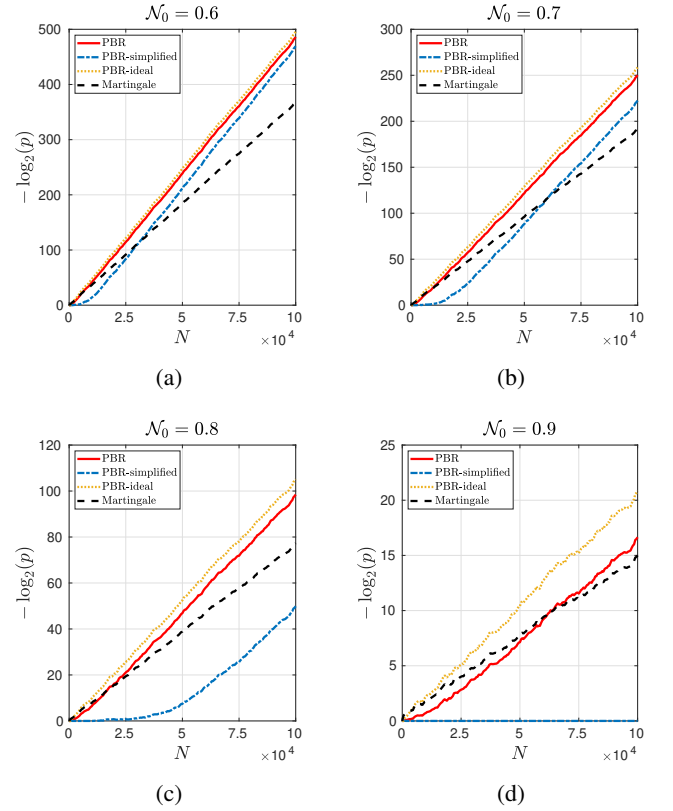 𝒩₀ = 0.6
500
400
300
200
100
0
− log₂(p)
PBR
PBR-simplified
PBR-ideal
Martingale
0 2.5 5 7.5 10
N
×10⁴
(a)
𝒩₀ = 0.7
300
250
200
150
100
50
0
− log₂(p)
PBR
PBR-simplified
PBR-ideal
Martingale
0 2.5 5 7.5 10
N
×10⁴
(b)
𝒩₀ = 0.8
120
100
80
60
40
20
0
− log₂(p)
PBR
PBR-simplified
PBR-ideal
Martingale
0 2.5 5 7.5 10
N
×10⁴
(c)
𝒩₀ = 0.9
25
20
15
10
5
0
− log₂(p)
PBR
PBR-simplified
PBR-ideal
Martingale
0 2.5 5 7.5 10
N
×10⁴
(d)